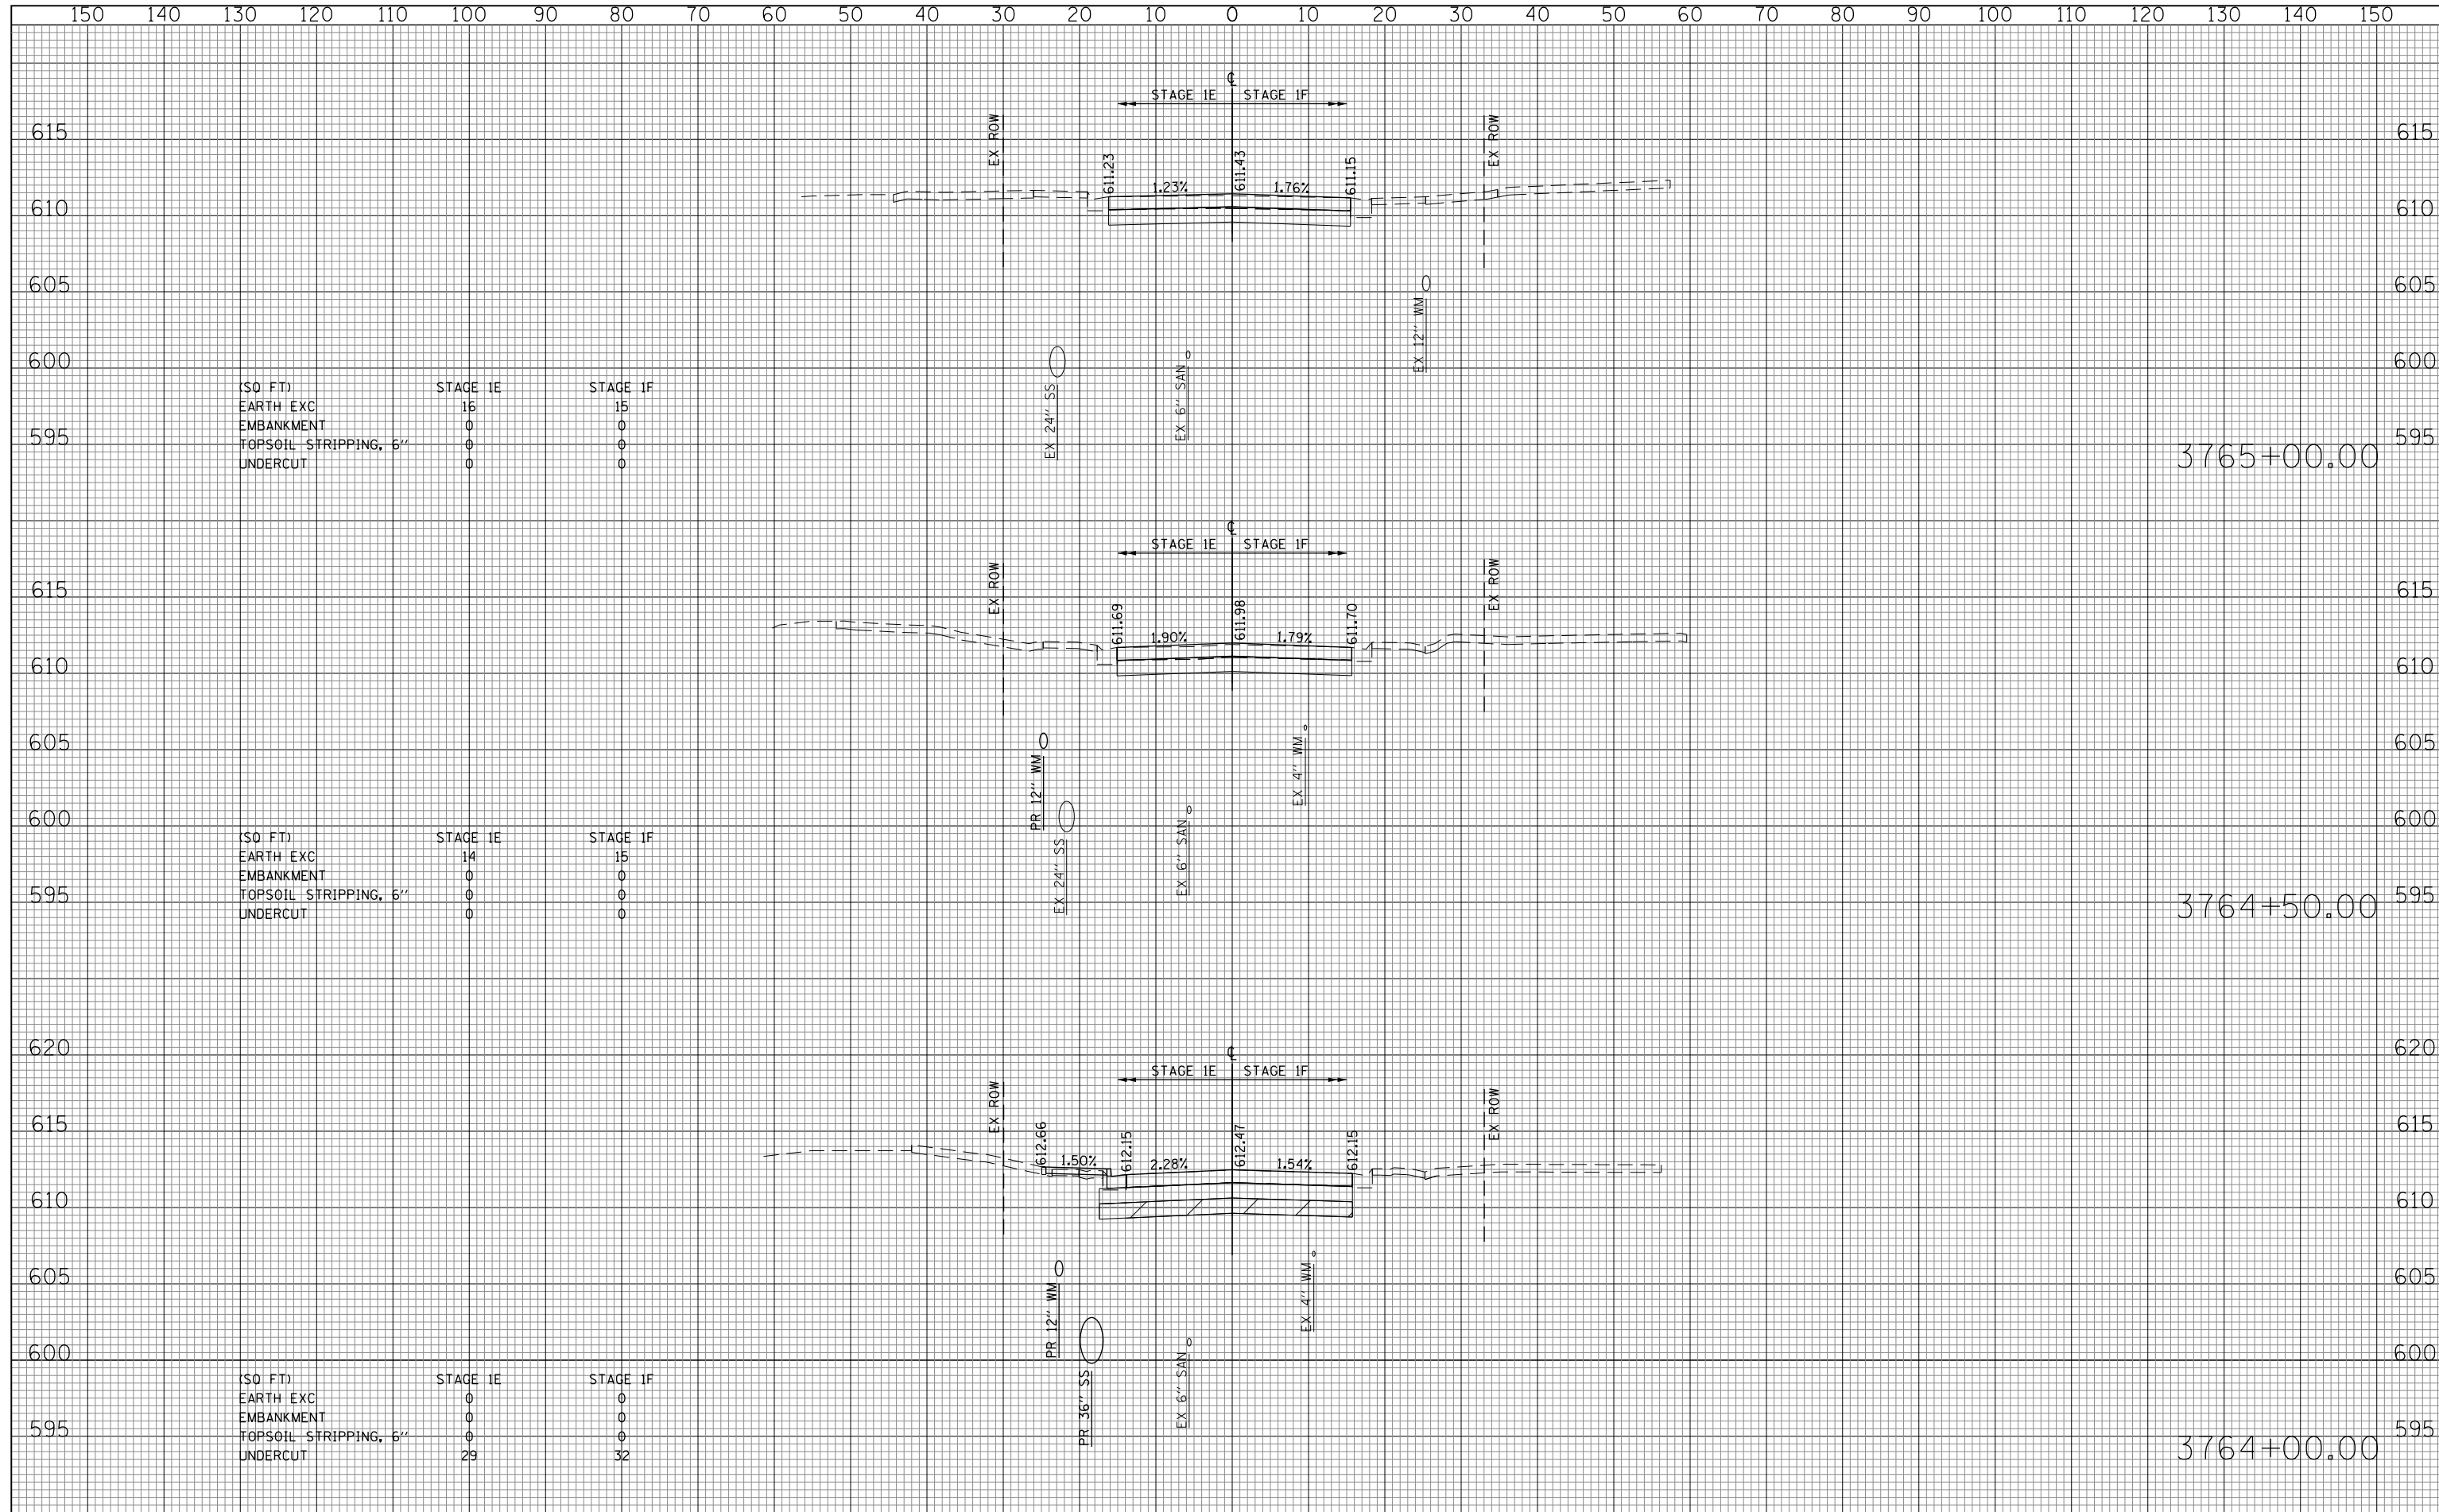 150 140 130 120 110 100 90 80 70 60 50 40 30 20 10 0 10 20 30 40 50 60 70 80 90 100 110 120 130 140 150
℄
STAGE 1E STAGE 1F
EX ROW
EX ROW
615 615
611.23 611.43 611.15
1.23% 1.76%
610 610
605 605
EX 12'' WM
600 600
EX 24'' SS
EX 6'' SAN
(SQ FT) STAGE 1E STAGE 1F
EARTH EXC 16 15
EMBANKMENT 0 0
595 595
TOPSOIL STRIPPING, 6'' 0 0
UNDERCUT 0 0
3765+00.00
℄
STAGE 1E STAGE 1F
EX ROW
EX ROW
615 615
611.69 611.98 611.70
1.90% 1.79%
610 610
605 605
PR 12'' WM
EX 4'' WM
600 600
EX 24'' SS
EX 6'' SAN
(SQ FT) STAGE 1E STAGE 1F
EARTH EXC 14 15
EMBANKMENT 0 0
595 595
TOPSOIL STRIPPING, 6'' 0 0
UNDERCUT 0 0
3764+50.00
620 620
℄
STAGE 1E STAGE 1F
EX ROW
EX ROW
615 615
612.66 612.15 612.47 612.15
1.50% 2.28% 1.54%
610 610
605 605
PR 12'' WM
EX 4'' WM
600 600
PR 36'' SS
EX 6'' SAN
(SQ FT) STAGE 1E STAGE 1F
EARTH EXC 0 0
EMBANKMENT 0 0
595 595
TOPSOIL STRIPPING, 6'' 0 0
UNDERCUT 29 32
3764+00.00